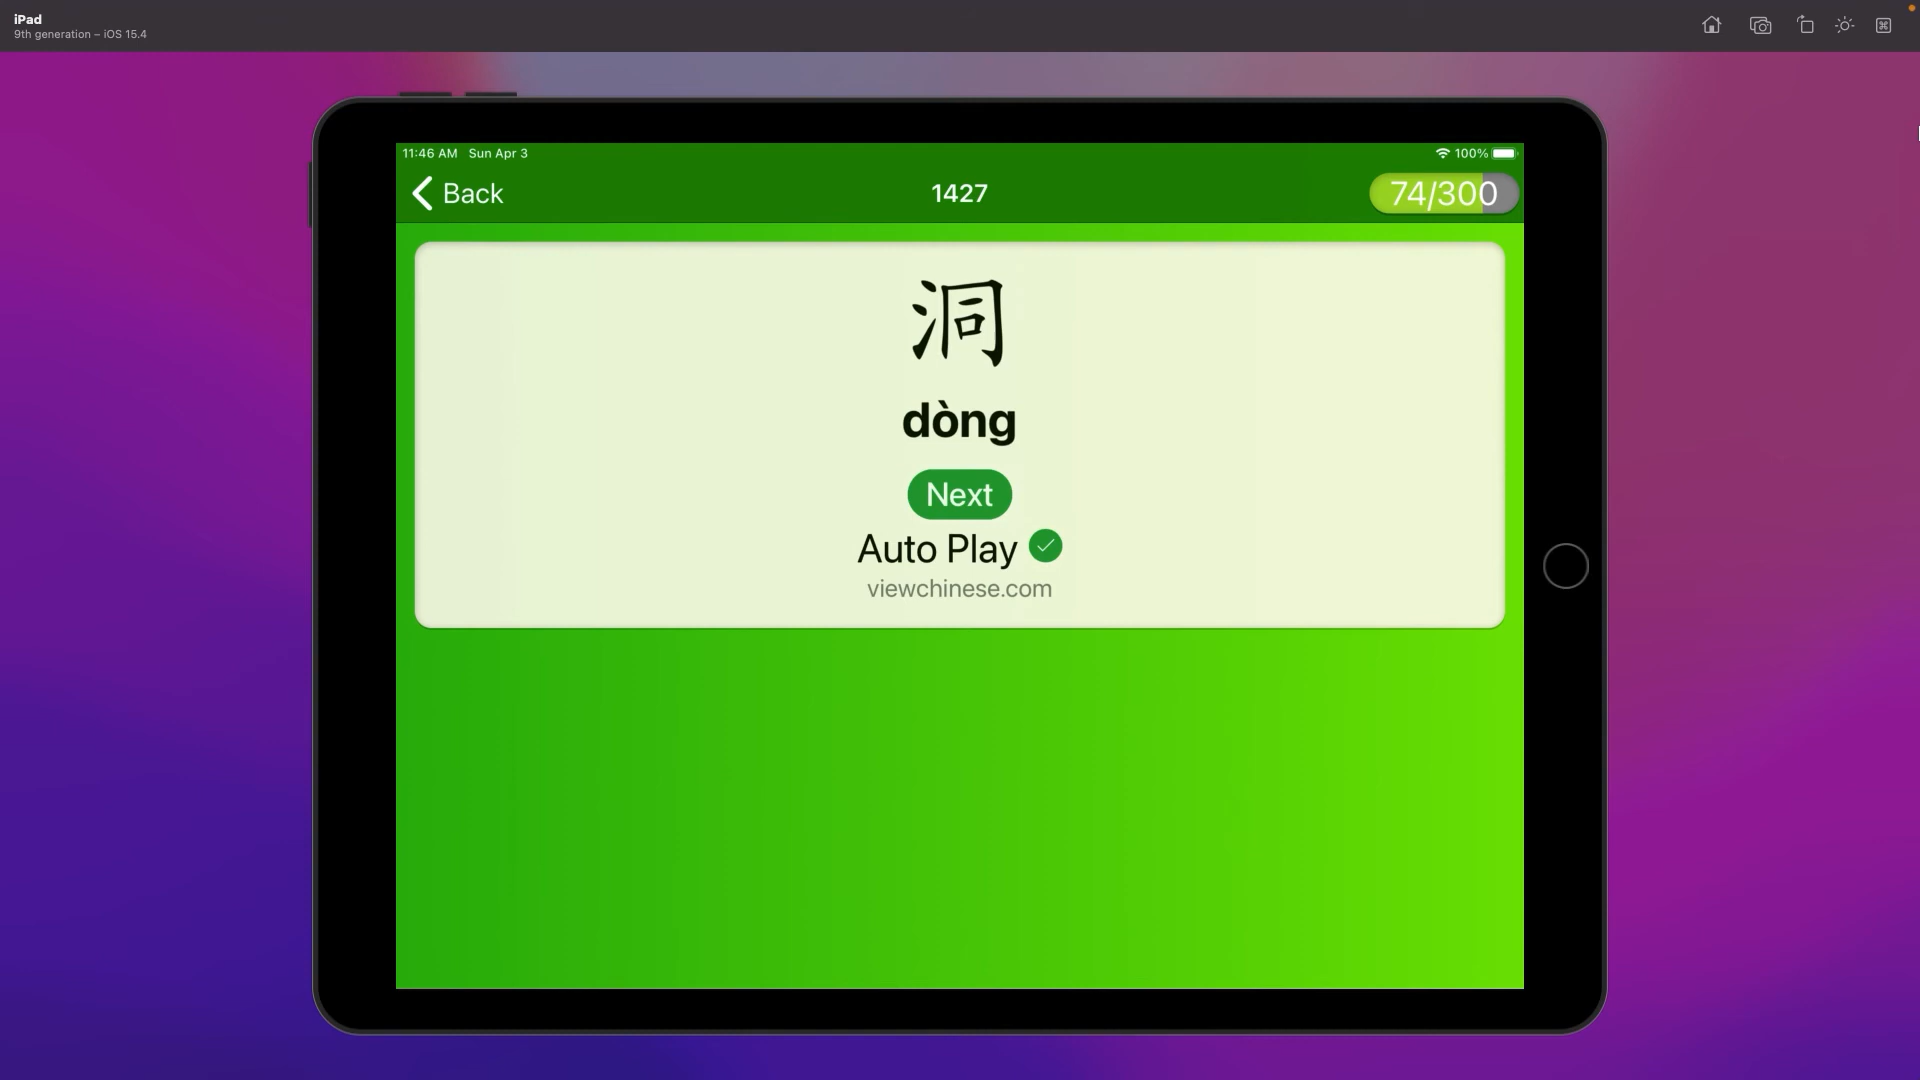 iPad
9th generation – iOS 15.4
11:46 AM Sun Apr 3
100%
Back
1427
74/300
洞
dòng
Next
Auto Play
viewchinese.com